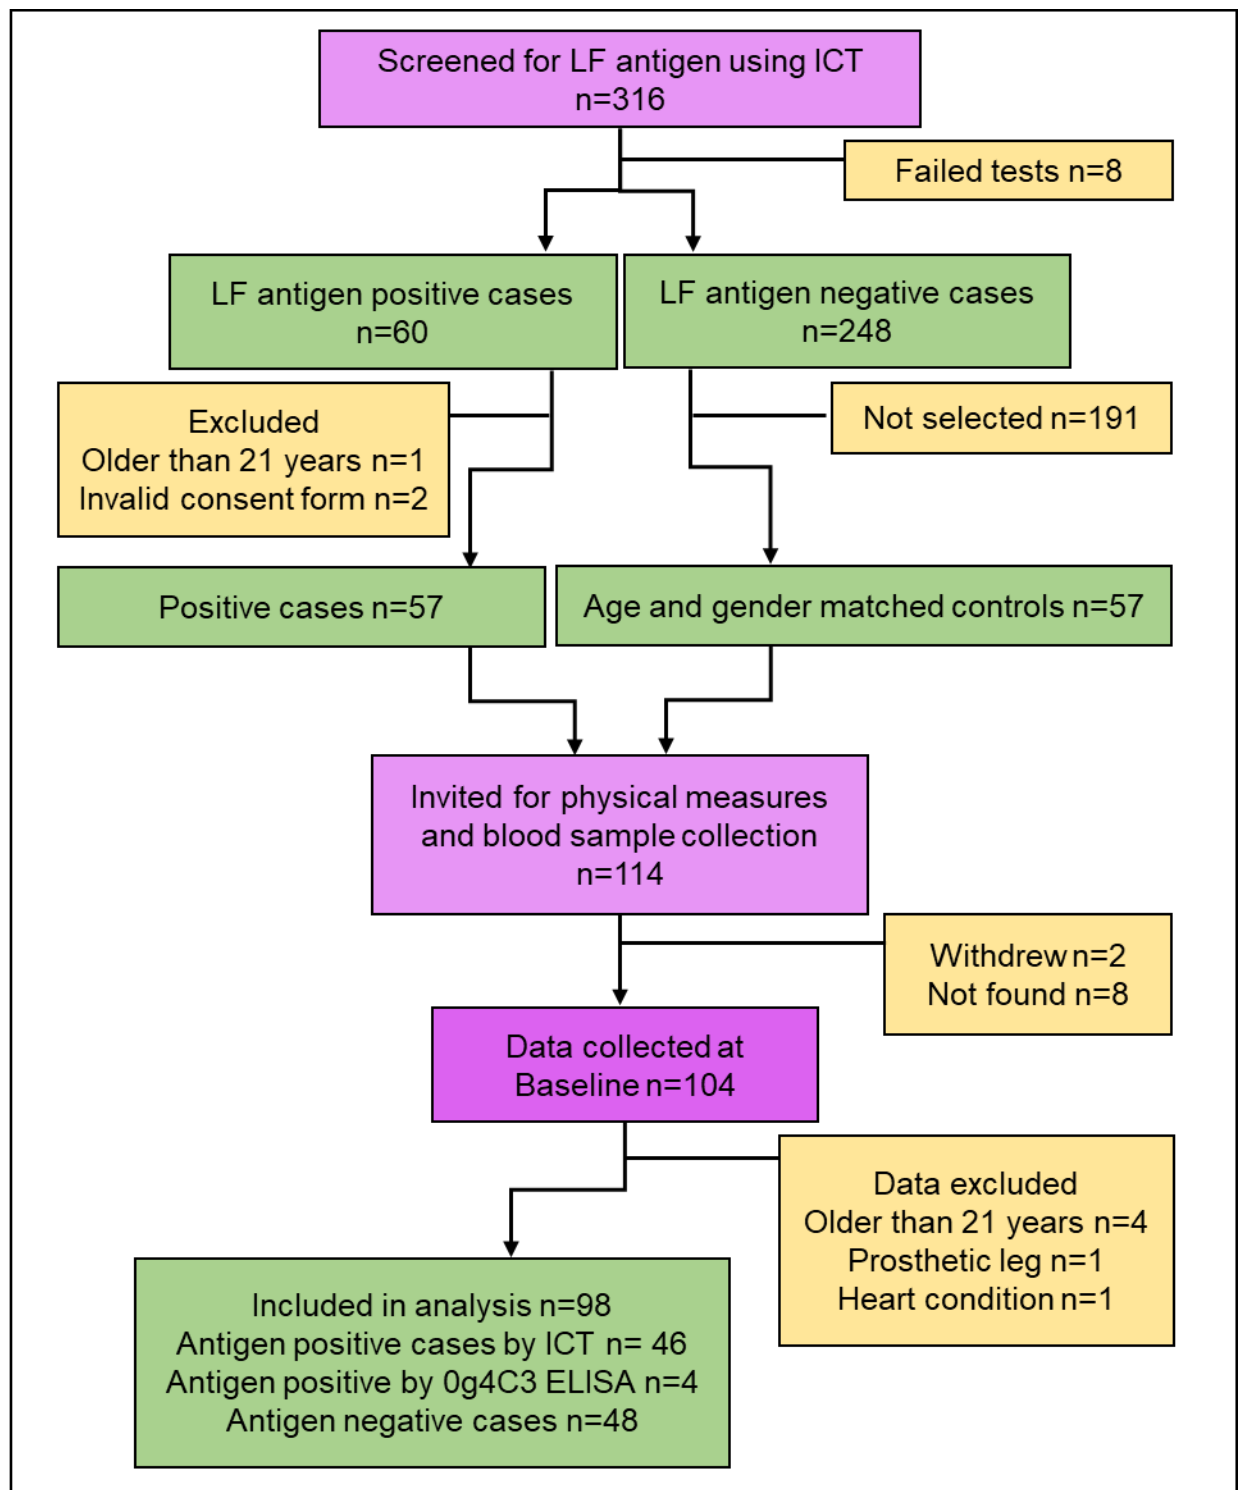 Screened for LF antigen using ICT
n=316
Failed tests n=8
LF antigen positive cases
n=60
LF antigen negative cases
n=248
Excluded
Older than 21 years n=1
Invalid consent form n=2
Not selected n=191
Positive cases n=57
Age and gender matched controls n=57
Invited for physical measures
and blood sample collection
n=114
Withdrew n=2
Not found n=8
Data collected at
Baseline n=104
Data excluded
Older than 21 years n=4
Prosthetic leg n=1
Heart condition n=1
Included in analysis n=98
Antigen positive cases by ICT n= 46
Antigen positive by 0g4C3 ELISA n=4
Antigen negative cases n=48